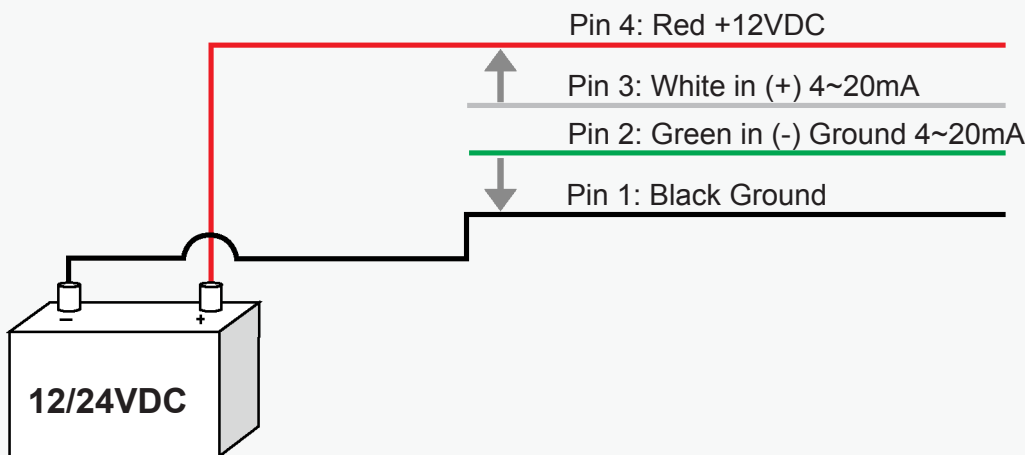 Pin 4: Red +12VDC
Pin 3: White in (+) 4~20mA
Pin 2: Green in (-) Ground 4~20mA
Pin 1: Black Ground
– +
12/24VDC